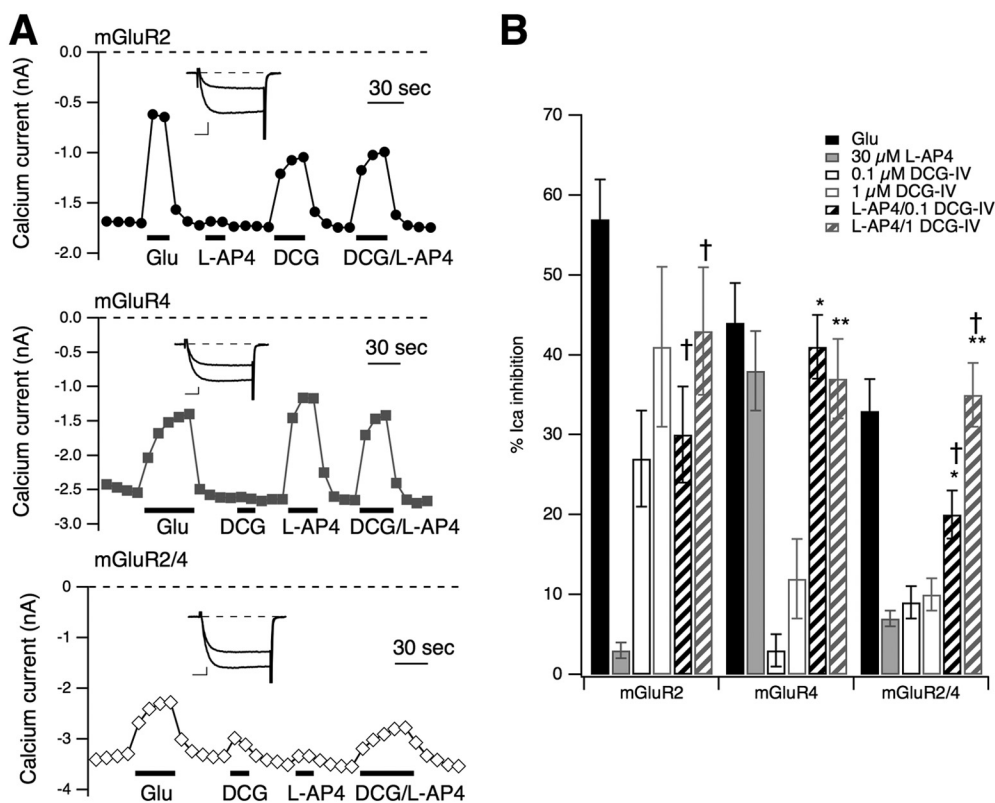 A
mGluR2
0.0
-0.5
-1.0
-1.5
-2.0
Calcium current (nA)
30 sec
Glu L-AP4 DCG DCG/L-AP4
mGluR4
0.0
-0.5
-1.0
-1.5
-2.0
-2.5
-3.0
Calcium current (nA)
30 sec
Glu DCG L-AP4 DCG/L-AP4
mGluR2/4
0
-1
-2
-3
-4
Calcium current (nA)
30 sec
Glu DCG L-AP4 DCG/L-AP4
B
70
60
50
40
30
20
10
0
% Ica inhibition
Glu
30 µM L-AP4
0.1 µM DCG-IV
1 µM DCG-IV
L-AP4/0.1 DCG-IV
L-AP4/1 DCG-IV
† † * ** † * † **
mGluR2 mGluR4 mGluR2/4